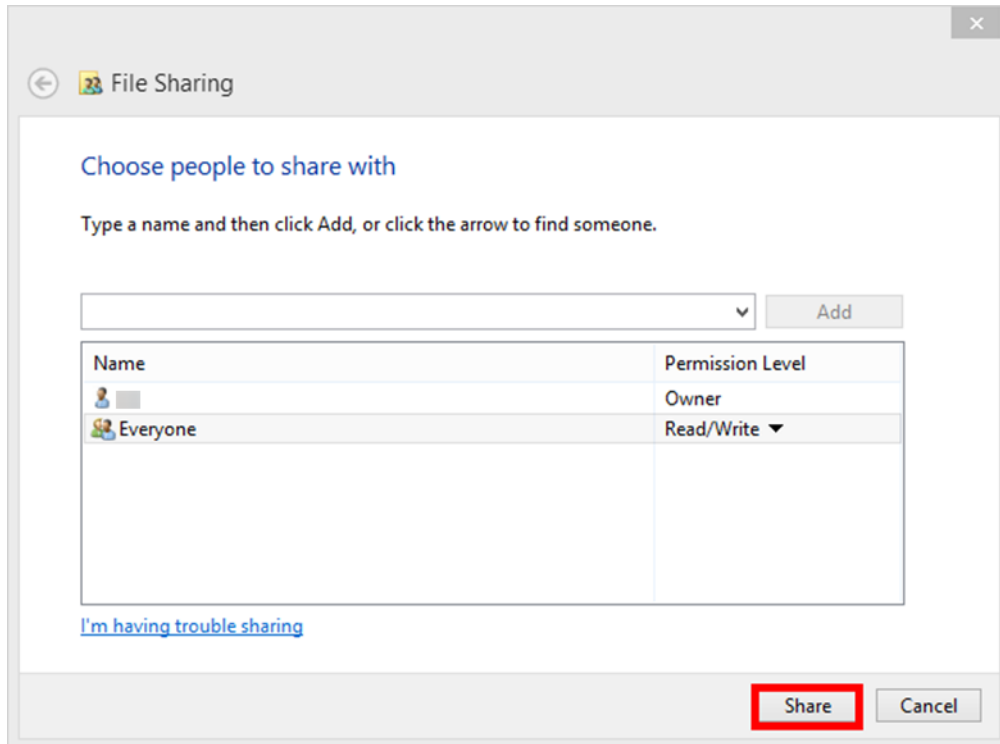 File Sharing
Choose people to share with
Type a name and then click Add, or click the arrow to find someone.
Add
Name Permission Level
Owner
Everyone Read/Write
I'm having trouble sharing
Share Cancel